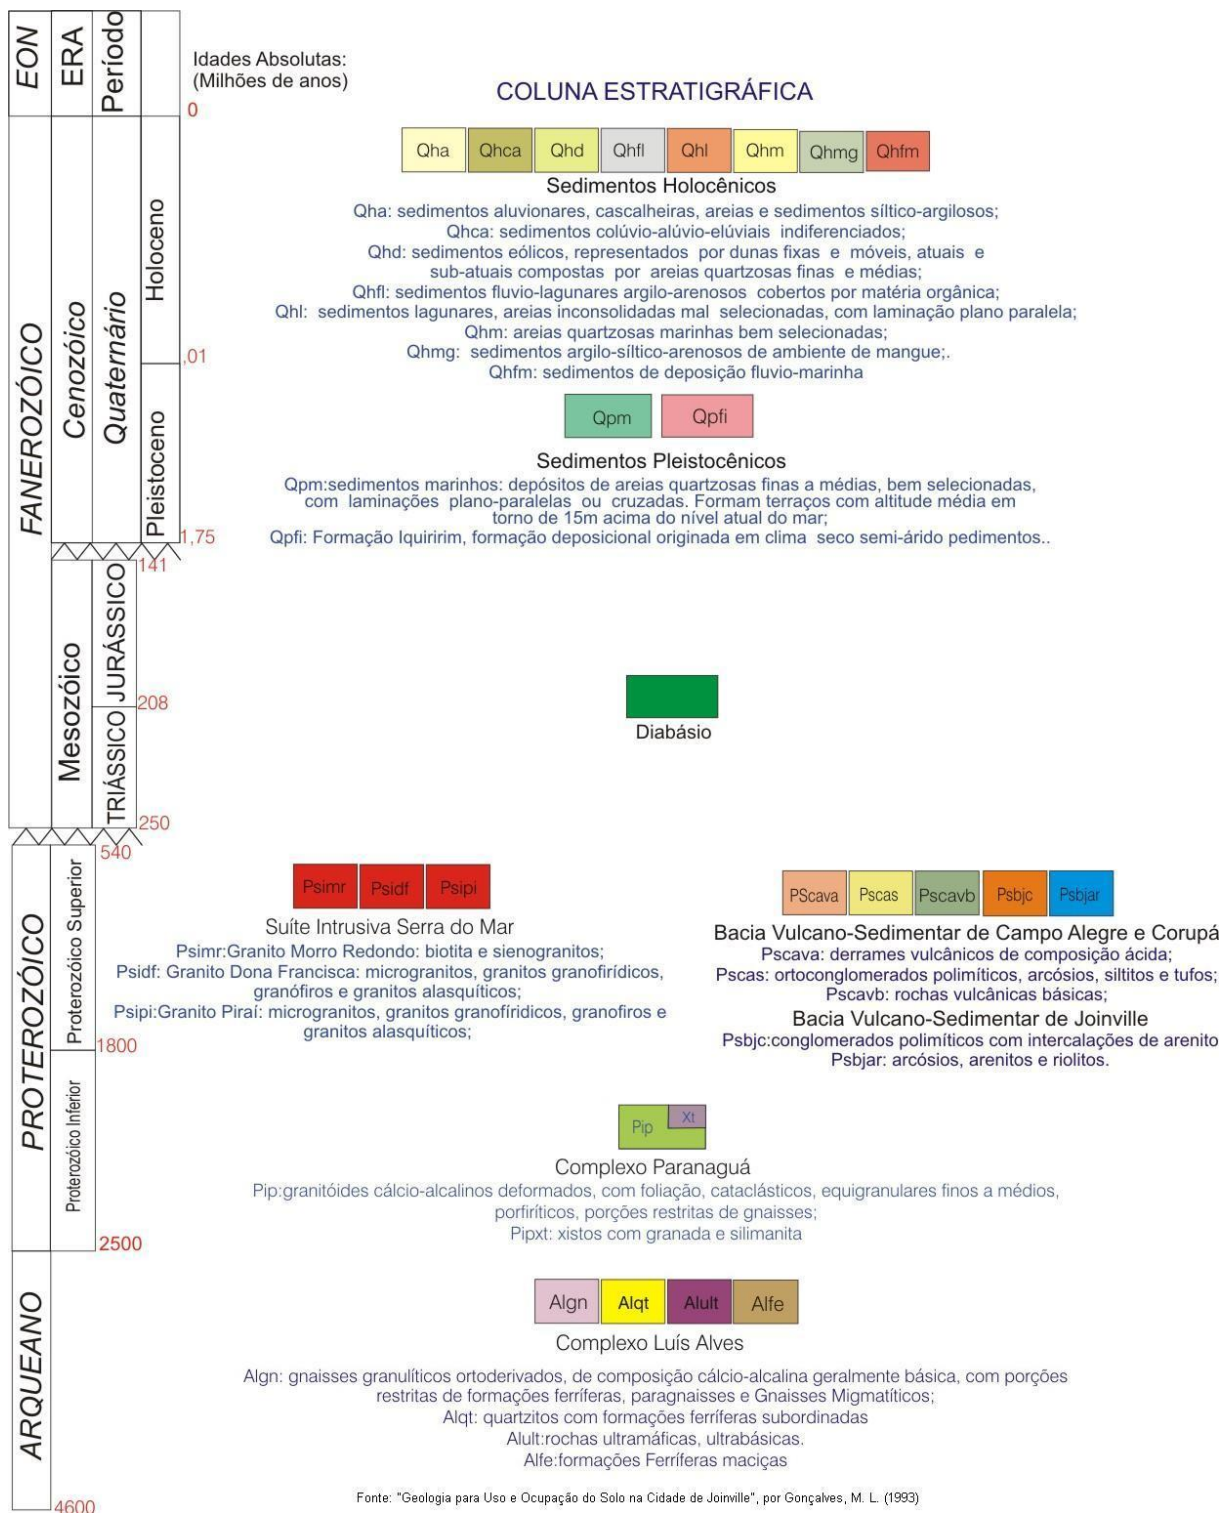 EON
ERA
Período
Idades Absolutas:
(Milhões de anos)
0
COLUNA ESTRATIGRÁFICA
FANEROZÓICO
Cenozóico
Quaternário
Holoceno
Qha Qhca Qhd Qhfl Qhl Qhm Qhmg Qhfm
Sedimentos Holocênicos
Qha: sedimentos aluvionares, cascalheiras, areias e sedimentos síltico-argilosos;
Qhca: sedimentos colúvio-alúvio-elúviais indiferenciados;
Qhd: sedimentos eólicos, representados por dunas fixas e móveis, atuais e
sub-atuais compostas por areias quartzosas finas e médias;
Qhfl: sedimentos fluvio-lagunares argilo-arenosos cobertos por matéria orgânica;
Qhl: sedimentos lagunares, areias inconsolidadas mal selecionadas, com laminação plano paralela;
Qhm: areias quartzosas marinhas bem selecionadas;
Qhmg: sedimentos argilo-síltico-arenosos de ambiente de mangue;.
Qhfm: sedimentos de deposição fluvio-marinha
,01
Pleistoceno
Qpm Qpfi
Sedimentos Pleistocênicos
Qpm:sedimentos marinhos: depósitos de areias quartzosas finas a médias, bem selecionadas,
com laminações plano-paralelas ou cruzadas. Formam terraços com altitude média em
torno de 15m acima do nível atual do mar;
Qpfi: Formação Iquiririm, formação deposicional originada em clima seco semi-árido pedimentos..
1,75
141
Mesozóico
JURÁSSICO
208
TRIÁSSICO
250
Diabásio
540
PROTEROZÓICO
Proterozóico Superior
Psimr Psidf Psipi
Suíte Intrusiva Serra do Mar
Psimr:Granito Morro Redondo: biotita e sienogranitos;
Psidf: Granito Dona Francisca: microgranitos, granitos granofirídicos,
granófiros e granitos alasquíticos;
Psipi:Granito Piraí: microgranitos, granitos granofíridicos, granofiros e
granitos alasquíticos;
PScava Pscas Pscavb Psbjc Psbjar
Bacia Vulcano-Sedimentar de Campo Alegre e Corupá
Pscava: derrames vulcânicos de composição ácida;
Pscas: ortoconglomerados polimíticos, arcósios, siltitos e tufos;
Pscavb: rochas vulcânicas básicas;
Bacia Vulcano-Sedimentar de Joinville
Psbjc:conglomerados polimíticos com intercalações de arenito
Psbjar: arcósios, arenitos e riolitos.
1800
Proterozóico Inferior
Pip Xt
Complexo Paranaguá
Pip:granitóides cálcio-alcalinos deformados, com foliação, cataclásticos, equigranulares finos a médios,
porfiríticos, porções restritas de gnaisses;
Pipxt: xistos com granada e silimanita
2500
ARQUEANO
Algn Alqt Alult Alfe
Complexo Luís Alves
Algn: gnaisses granulíticos ortoderivados, de composição cálcio-alcalina geralmente básica, com porções
restritas de formações ferríferas, paragnaisses e Gnaisses Migmatíticos;
Alqt: quartzitos com formações ferríferas subordinadas
Alult:rochas ultramáficas, ultrabásicas.
Alfe:formações Ferríferas maciças
4600
Fonte: "Geologia para Uso e Ocupação do Solo na Cidade de Joinville", por Gonçalves, M. L. (1993)